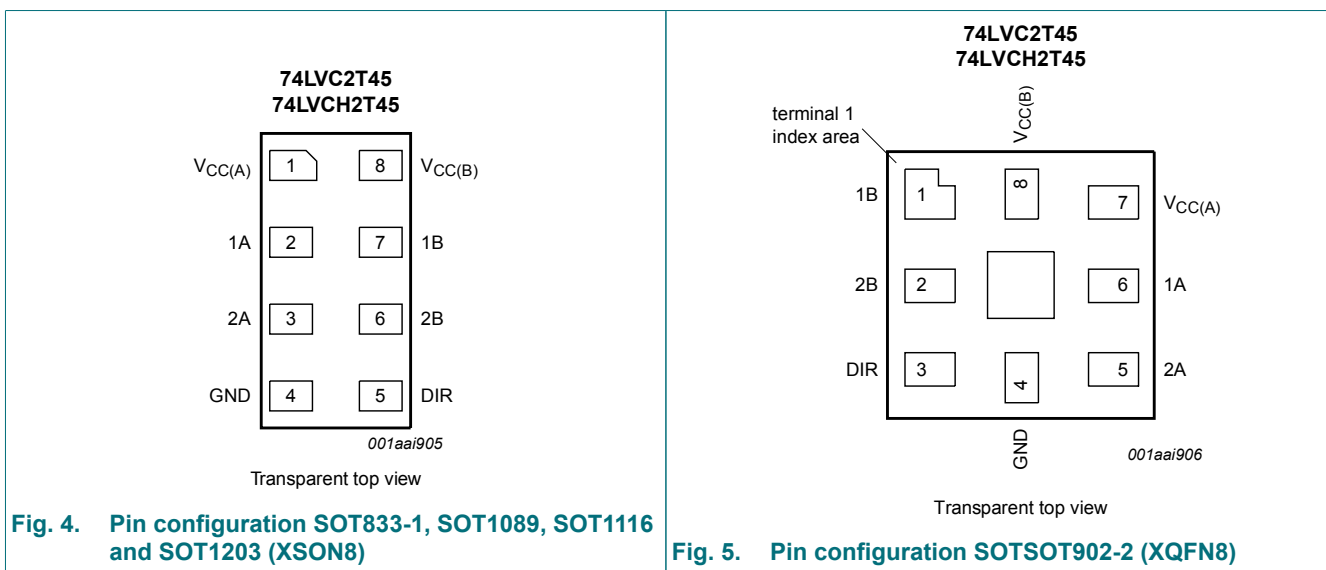 74LVC2T45
74LVCH2T45
VCC(A) 1 8 VCC(B)
1A 2 7 1B
2A 3 6 2B
GND 4 5 DIR
001aai905
Transparent top view
Fig. 4. Pin configuration SOT833-1, SOT1089, SOT1116
and SOT1203 (XSON8)
74LVC2T45
74LVCH2T45
terminal 1
index area
VCC(B)
1B 1 8 7 VCC(A)
2B 2 6 1A
DIR 3 4 5 2A
GND
001aai906
Transparent top view
Fig. 5. Pin configuration SOTSOT902-2 (XQFN8)